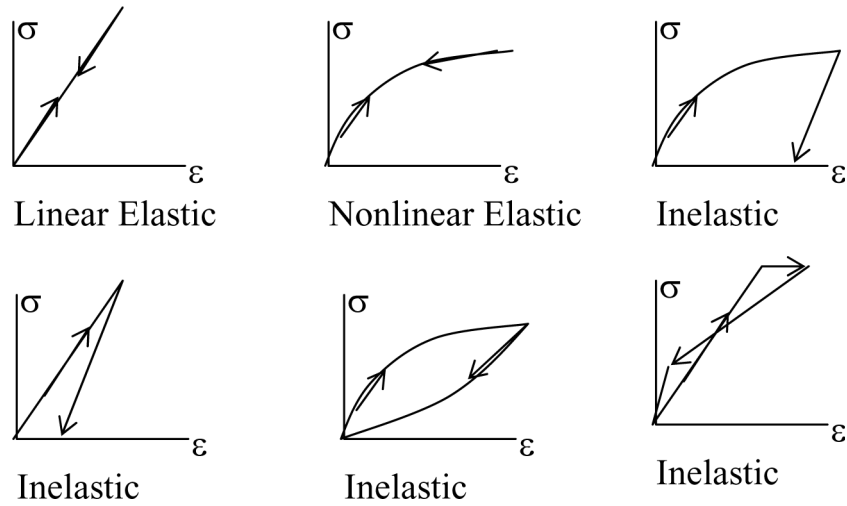 σ
ε
Linear Elastic
σ
ε
Nonlinear Elastic
σ
ε
Inelastic
σ
ε
Inelastic
σ
ε
Inelastic
σ
ε
Inelastic